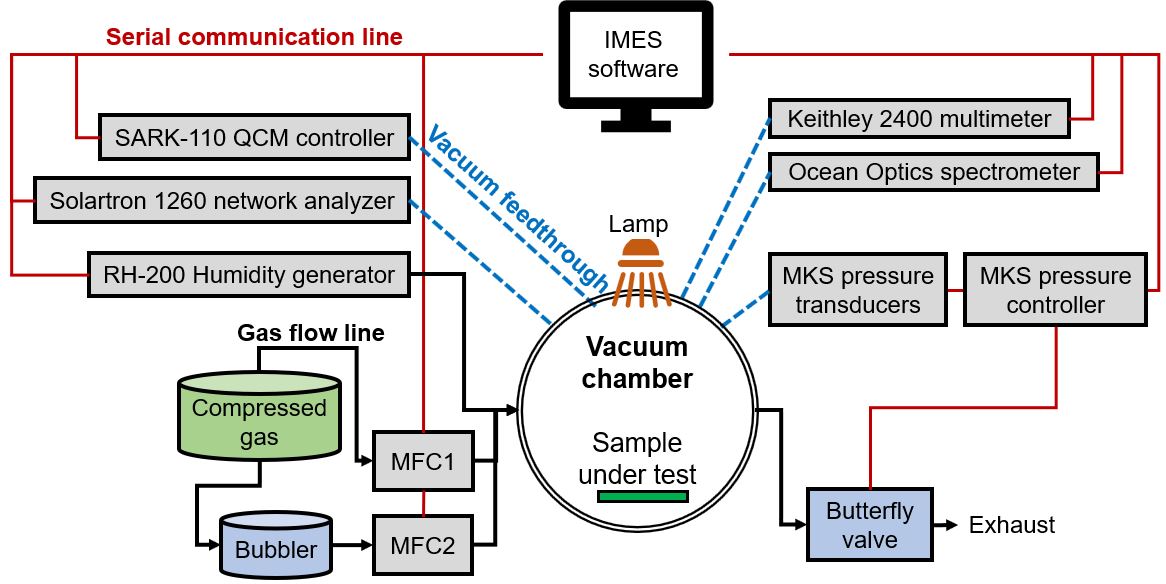 Serial communication line
IMES
software
SARK-110 QCM controller
Solartron 1260 network analyzer
RH-200 Humidity generator
Vacuum feedthrough
Lamp
Keithley 2400 multimeter
Ocean Optics spectrometer
MKS pressure
transducers
MKS pressure
controller
Gas flow line
Compressed
gas
Bubbler
MFC1
MFC2
Vacuum
chamber
Sample
under test
Butterfly
valve
Exhaust